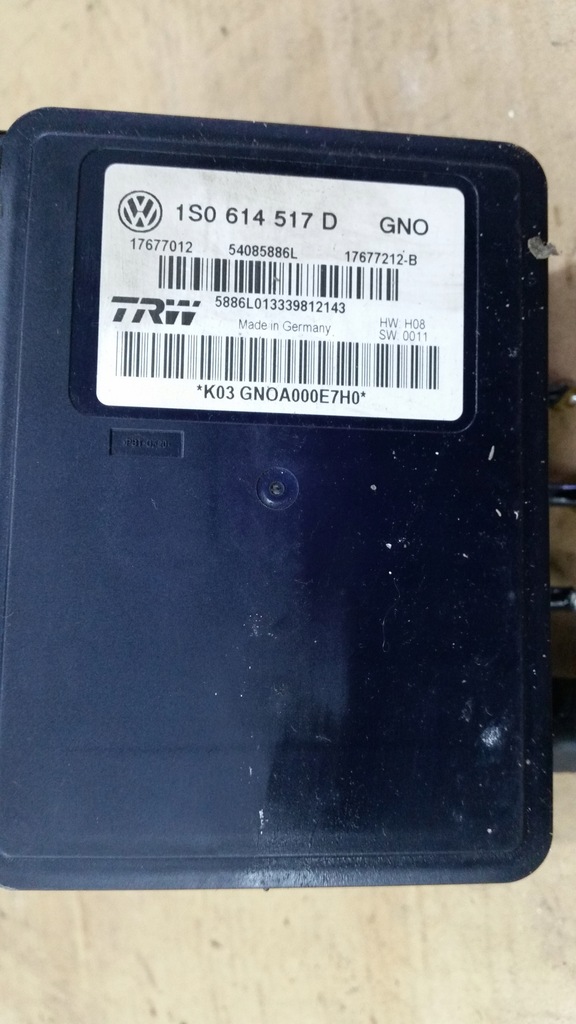 1S0 614 517 D GNO
17677012 54085886L 17677212-B
5886L013339812143
TRW
Made in Germany
HW: H08
SW: 0011
*K03 GNOA000E7H0*